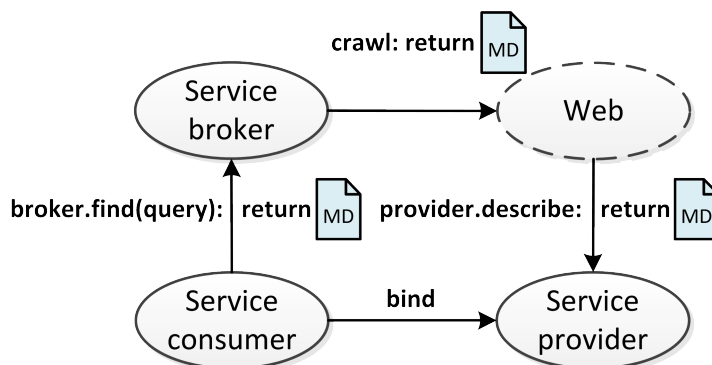 crawl: return MD
Service
broker
Web
broker.find(query): return MD
provider.describe: return MD
Service
consumer
bind
Service
provider